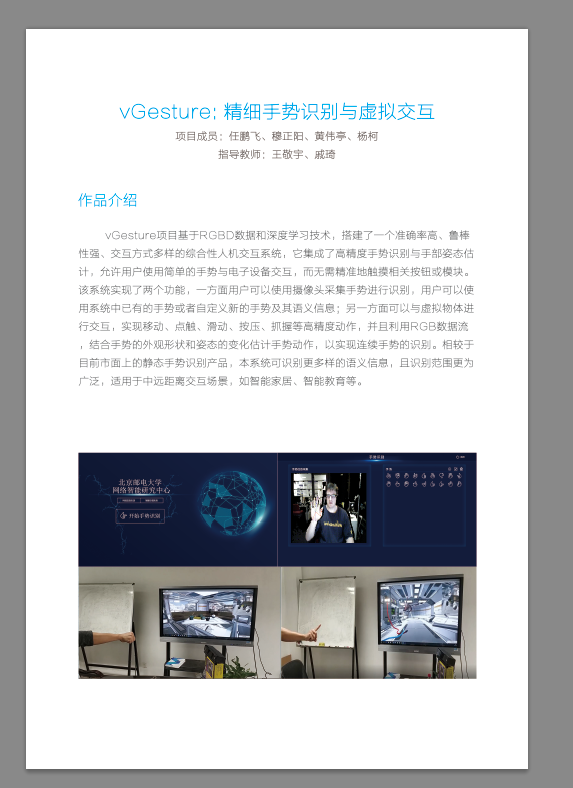 vGesture: 精细手势识别与虚拟交互
项目成员：任鹏飞、穆正阳、黄伟亭、杨柯
指导教师：王敬宇、戚琦
作品介绍
vGesture项目基于RGBD数据和深度学习技术，搭建了一个准确率高、鲁棒
性强、交互方式多样的综合性人机交互系统，它集成了高精度手势识别与手部姿态估
计，允许用户使用简单的手势与电子设备交互，而无需精准地触摸相关按钮或模块。
该系统实现了两个功能，一方面用户可以使用摄像头采集手势进行识别，用户可以使
用系统中已有的手势或者自定义新的手势及其语义信息；另一方面可以与虚拟物体进
行交互，实现移动、点触、滑动、按压、抓握等高精度动作，并且利用RGB数据流
，结合手势的外观形状和姿态的变化估计手势动作，以实现连续手势的识别。相较于
目前市面上的静态手势识别产品，本系统可识别更多样的语义信息，且识别范围更为
广泛，适用于中远距离交互场景，如智能家居、智能教育等。
北京邮电大学
网络智能研究中心
开始手势识别
手势识别